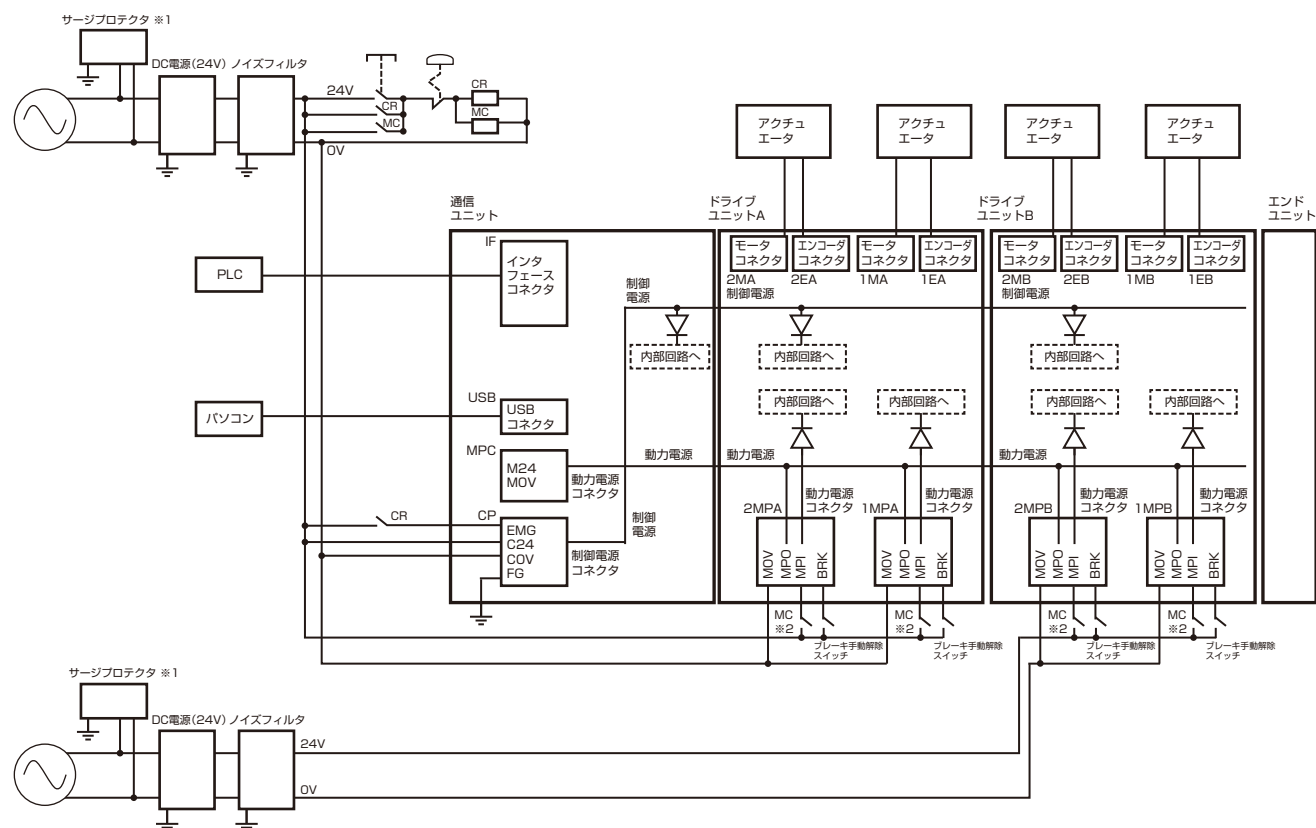 サージプロテクタ ※1
DC電源(24V) ノイズフィルタ
24V
CR
MC
0V
CR
MC
アクチュ
エータ
アクチュ
エータ
アクチュ
エータ
アクチュ
エータ
通信
ユニット
ドライブ
ユニットA
ドライブ
ユニットB
エンド
ユニット
IF
インタ
フェース
コネクタ
PLC
モータ
コネクタ
エンコーダ
コネクタ
モータ
コネクタ
エンコーダ
コネクタ
モータ
コネクタ
エンコーダ
コネクタ
モータ
コネクタ
エンコーダ
コネクタ
2MA
2EA
1MA
1EA
2MB
2EB
1MB
1EB
制御
電源
制御電源
制御電源
内部回路へ
内部回路へ
内部回路へ
USB
USB
コネクタ
パソコン
内部回路へ
内部回路へ
内部回路へ
内部回路へ
MPC
M24
MOV
動力電源
コネクタ
動力電源
動力電源
動力電源
CR
CP
EMG
C24
COV
FG
制御電源
コネクタ
制御
電源
2MPA
動力電源
コネクタ
1MPA
動力電源
コネクタ
2MPB
動力電源
コネクタ
1MPB
動力電源
コネクタ
MOV
MPO
MPI
BRK
MOV
MPO
MPI
BRK
MOV
MPO
MPI
BRK
MOV
MPO
MPI
BRK
MC
※2
MC
※2
MC
※2
MC
※2
ブレーキ手動解除
スイッチ
ブレーキ手動解除
スイッチ
ブレーキ手動解除
スイッチ
ブレーキ手動解除
スイッチ
サージプロテクタ ※1
DC電源(24V) ノイズフィルタ
24V
0V